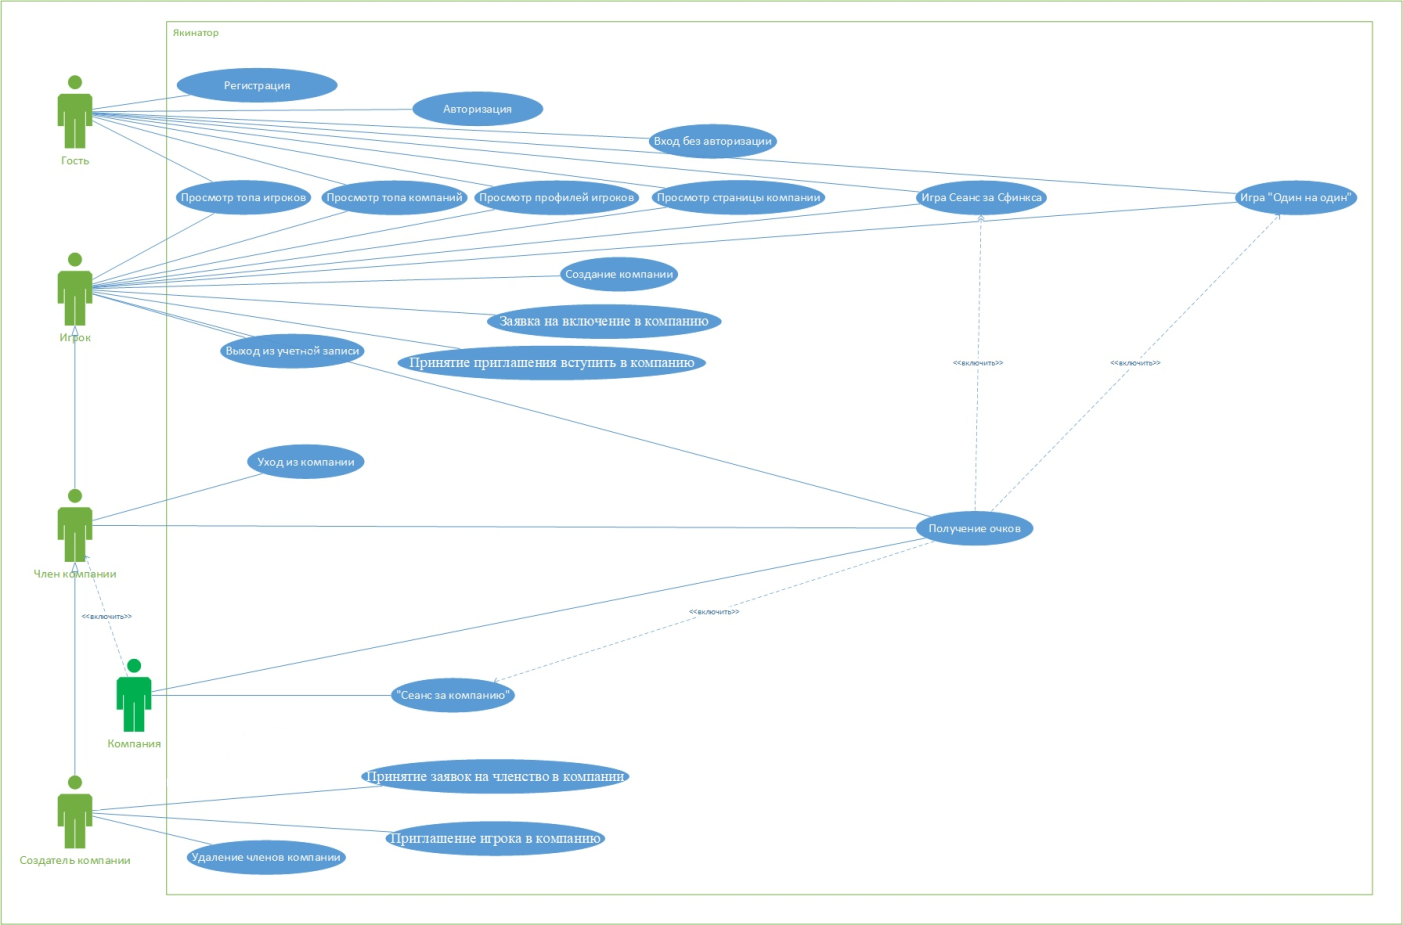 Якинатор
Регистрация
Авторизация
Вход без авторизации
Гость
Просмотр топа игроков
Просмотр топа компаний
Просмотр профилей игроков
Просмотр страницы компании
Игра Сеанс за Сфинкса
Игра "Один на один"
Создание компании
Заявка на включение в компанию
Игрок
Выход из учетной записи
Принятие приглашения вступить в компанию
<<включить>>
<<включить>>
Уход из компании
Получение очков
Член компании
<<включить>>
<<включить>>
"Сеанс за компанию"
Компания
Принятие заявок на членство в компании
Приглашение игрока в компанию
Удаление членов компании
Создатель компании